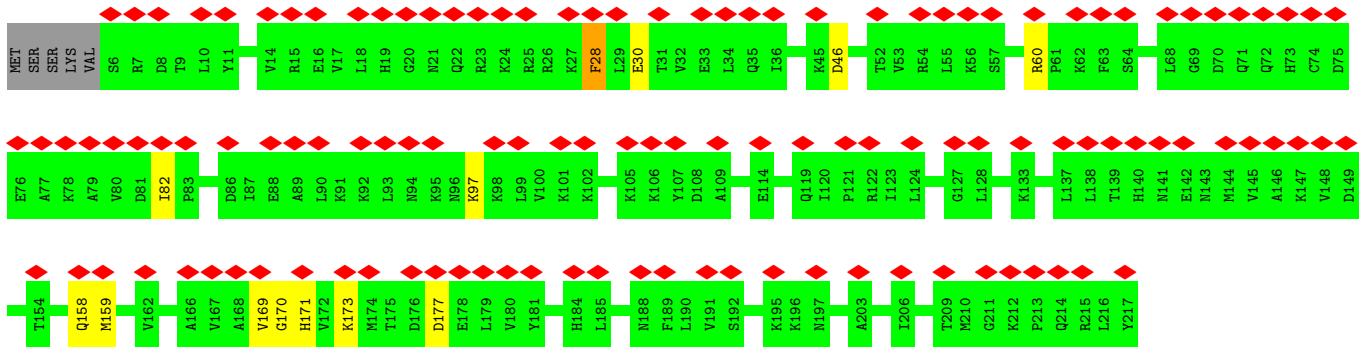 MET SER SER LYS VAL S6 R7 D8 T9 L10 Y11 V14 R15 E16 V17 L18 H19 G20 N21 Q22 R23 K24 R25 R26 K27 F28 L29 E30 T31 V32 E33 L34 Q35 I36 K45 D46 T52 V53 R54 L55 K56 S57 R60 P61 K62 F63 S64 L68 G69 D70 Q71 Q72 H73 C74 D75
E76 A77 K78 A79 V80 D81 I82 P83 D86 I87 E88 A89 L90 K91 K92 L93 N94 K95 N96 K97 K98 L99 V100 K101 K102 K105 K106 Y107 D108 A109 E114 Q119 I120 P121 R122 I123 L124 G127 L128 K133 L137 L138 T139 H140 N141 E142 N143 M144 V145 A146 K147 V148 D149
T154 Q158 M159 V162 A166 V167 A168 V169 G170 H171 V172 K173 M174 T175 D176 D177 E178 L179 V180 Y181 H184 L185 N188 F189 L190 V191 S192 K195 K196 N197 A203 I206 T209 M210 G211 K212 P213 Q214 R215 L216 Y217